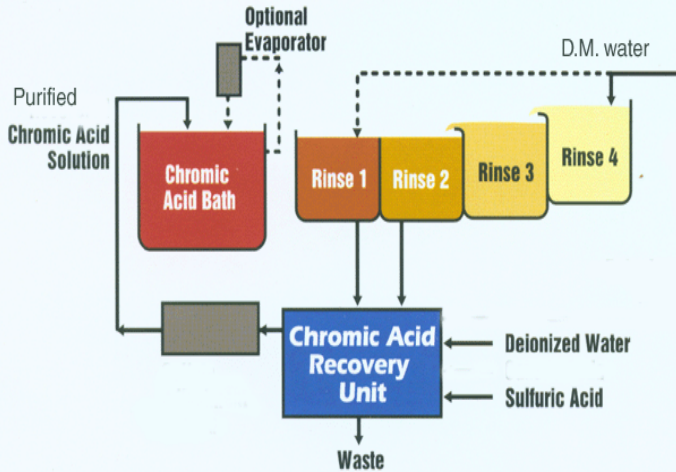 Optional
Evaporator
D.M. water
Purified
Chromic Acid
Solution
Chromic
Acid Bath
Rinse 1
Rinse 2
Rinse 3
Rinse 4
Chromic Acid
Recovery
Unit
Deionized Water
Sulfuric Acid
Waste